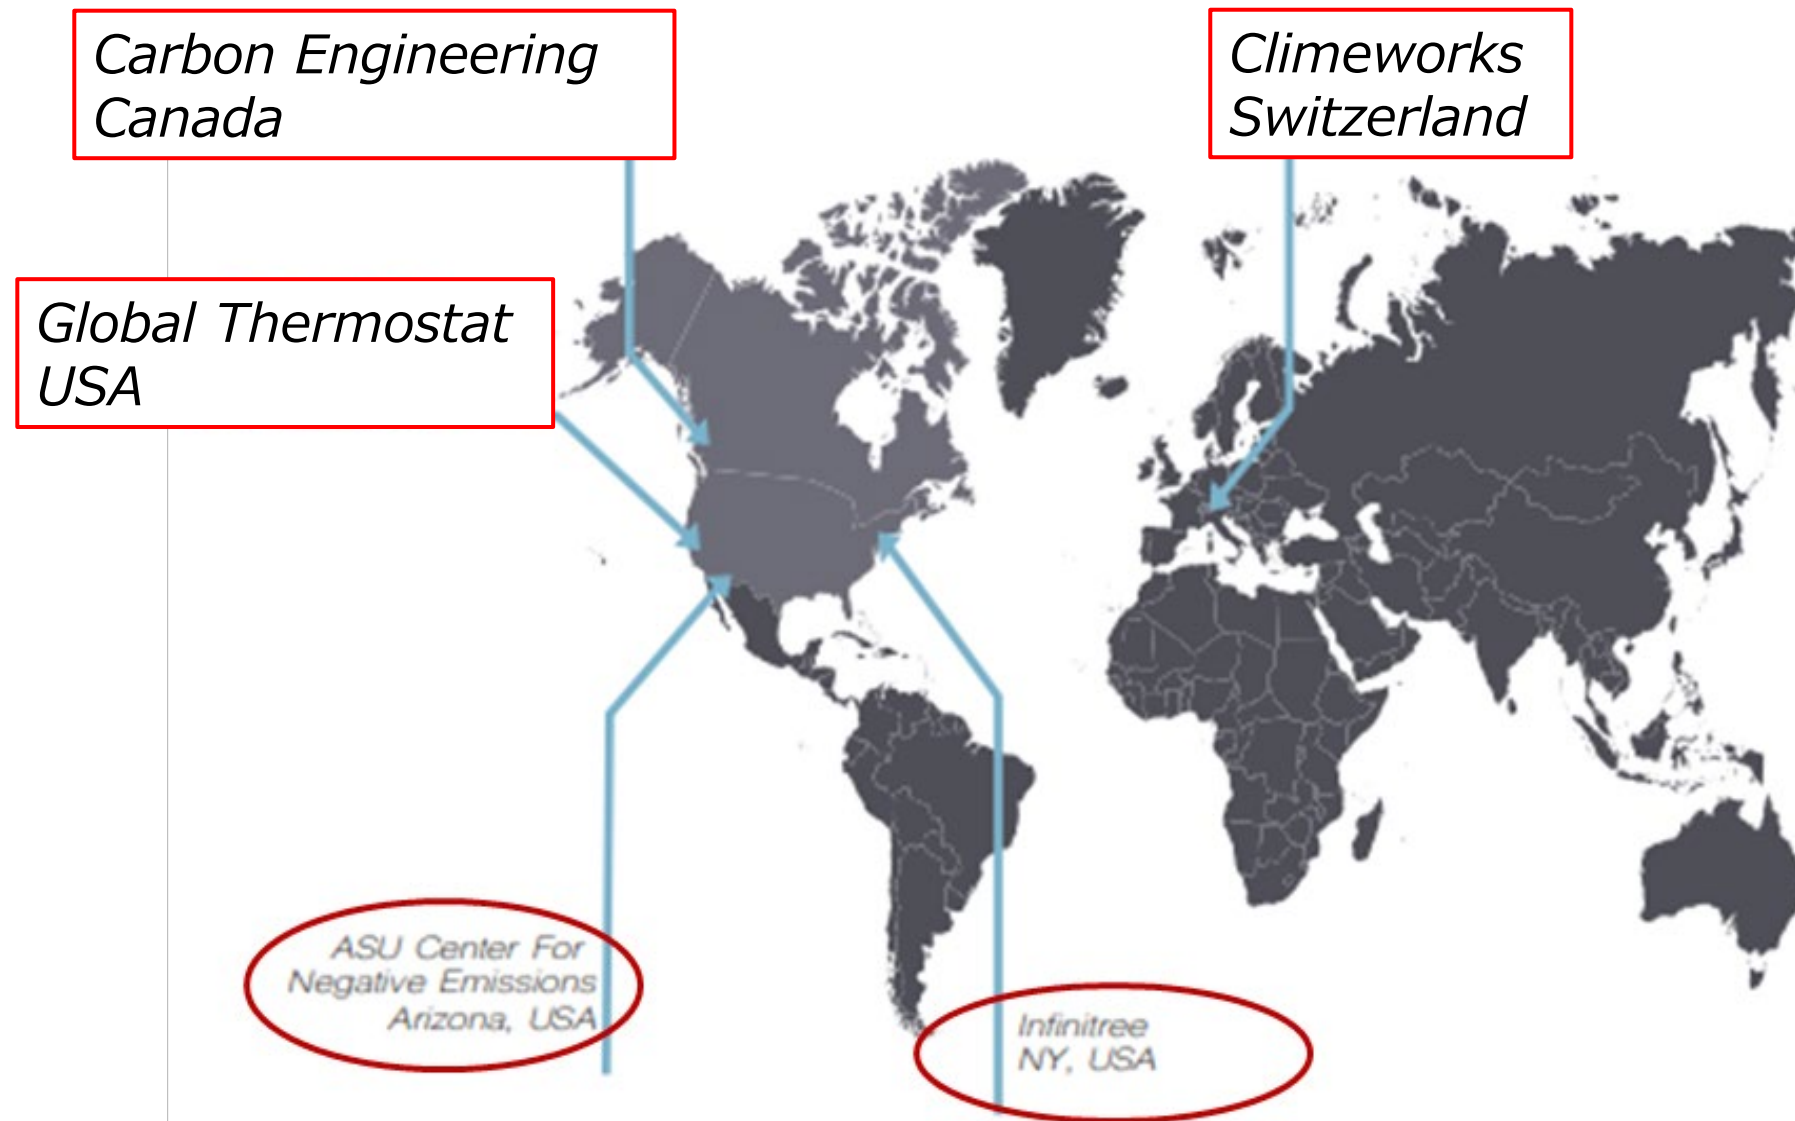 Carbon Engineering
Canada
Climeworks
Switzerland
Global Thermostat
USA
ASU Center For
Negative Emissions
Arizona, USA
Infinitree
NY, USA